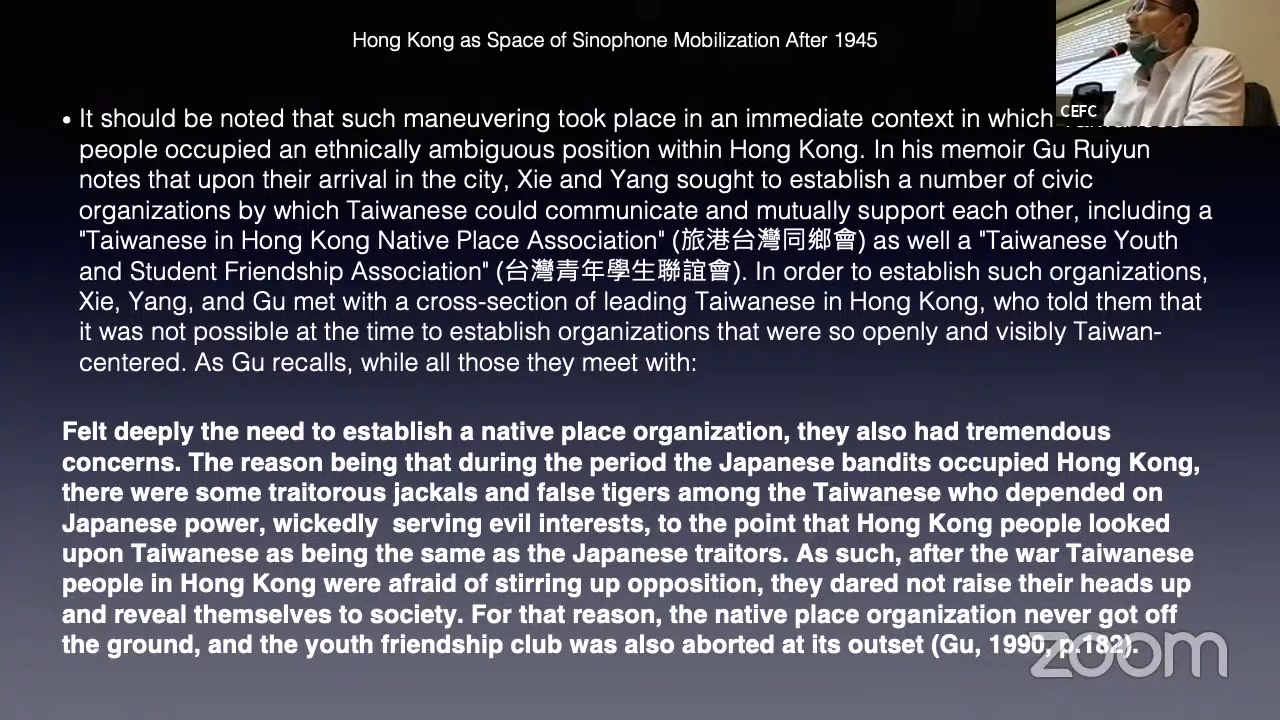 Hong Kong as Space of Sinophone Mobilization After 1945
CEFC
• It should be noted that such maneuvering took place in an immediate context in which
people occupied an ethnically ambiguous position within Hong Kong. In his memoir Gu Ruiyun
notes that upon their arrival in the city, Xie and Yang sought to establish a number of civic
organizations by which Taiwanese could communicate and mutually support each other, including a
"Taiwanese in Hong Kong Native Place Association" (旅港台灣同鄉會) as well a "Taiwanese Youth
and Student Friendship Association" (台灣青年學生聯誼會). In order to establish such organizations,
Xie, Yang, and Gu met with a cross-section of leading Taiwanese in Hong Kong, who told them that
it was not possible at the time to establish organizations that were so openly and visibly Taiwan-
centered. As Gu recalls, while all those they meet with:
Felt deeply the need to establish a native place organization, they also had tremendous
concerns. The reason being that during the period the Japanese bandits occupied Hong Kong,
there were some traitorous jackals and false tigers among the Taiwanese who depended on
Japanese power, wickedly serving evil interests, to the point that Hong Kong people looked
upon Taiwanese as being the same as the Japanese traitors. As such, after the war Taiwanese
people in Hong Kong were afraid of stirring up opposition, they dared not raise their heads up
and reveal themselves to society. For that reason, the native place organization never got off
the ground, and the youth friendship club was also aborted at its outset (Gu, 1990, p.182).
zoom